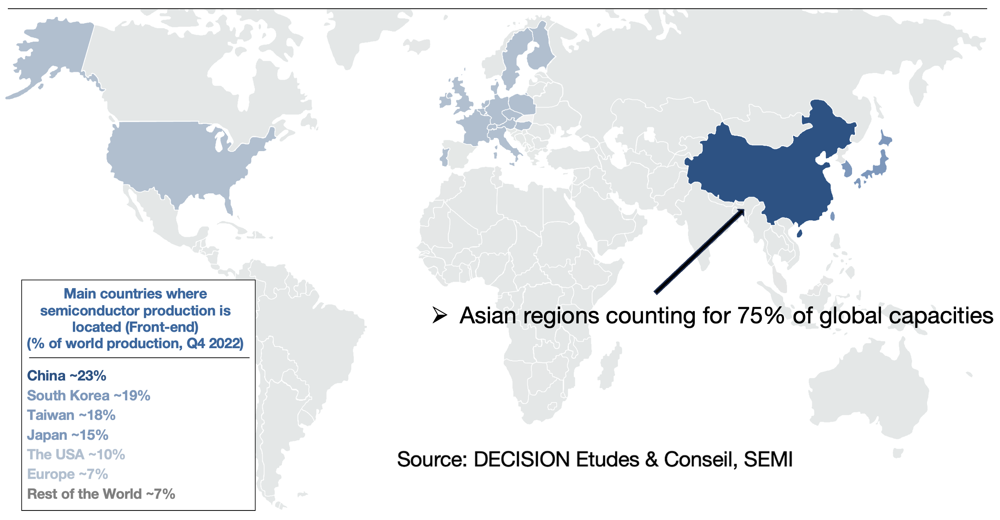 Main countries where
semiconductor production is
located (Front-end)
(% of world production, Q4 2022)
China ~23%
South Korea ~19%
Taiwan ~18%
Japan ~15%
The USA ~10%
Europe ~7%
Rest of the World ~7%
➢ Asian regions counting for 75% of global capacities
Source: DECISION Etudes & Conseil, SEMI